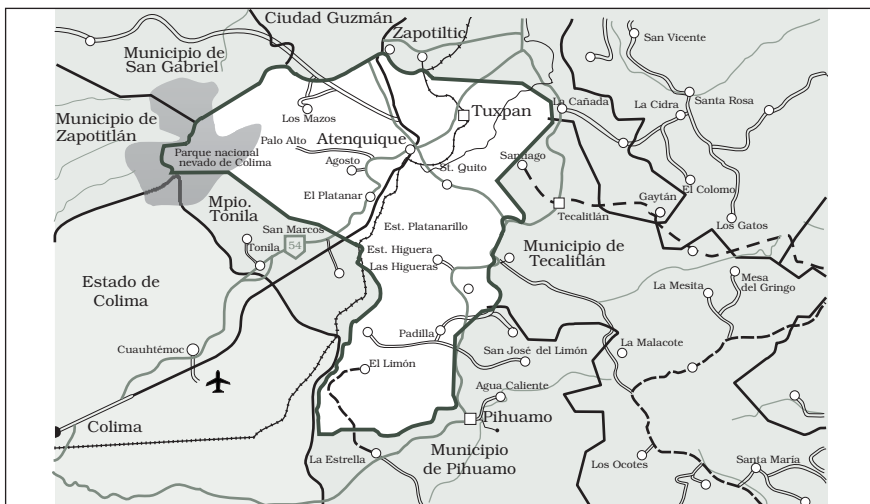 Ciudad Guzmán
Zapotiltic
San Vicente
Municipio de
San Gabriel
Los Mazos
Tuxpan
La Cañada
La Cidra
Santa Rosa
Municipio de
Zapotitlán
Palo Alto
Atenquique
Parque nacional
nevado de Colima
Agosto
St. Quito
Santiago
El Platanar
El Colomo
Gaytán
Mpio.
Tonila
San Marcos
Est. Platanarillo
Tecalitlán
Los Gatos
Tonila
54
Est. Higuera
Las Higueras
Municipio de
Tecalitlán
Estado de
Colima
La Mesita
Mesa
del Gringo
Cuauhtémoc
Padilla
San José del Limón
La Malacote
El Limón
Agua Caliente
Colima
Pihuamo
La Estrella
Municipio
de Pihuamo
Los Ocotes
Santa Maria